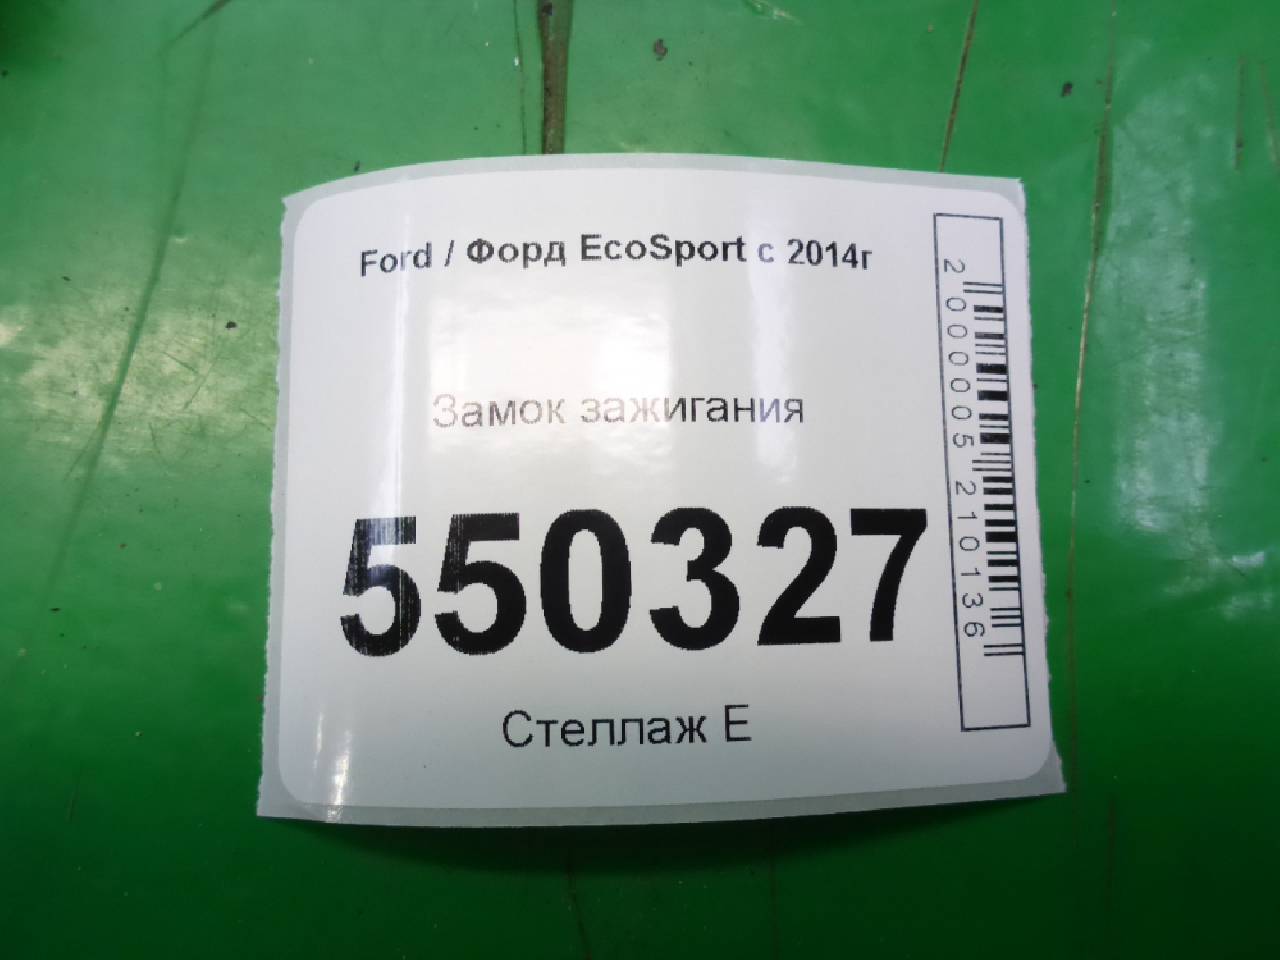 Ford / Форд EcoSport с 2014г
Замок зажигания
550327
Стеллаж Е
2000005210136